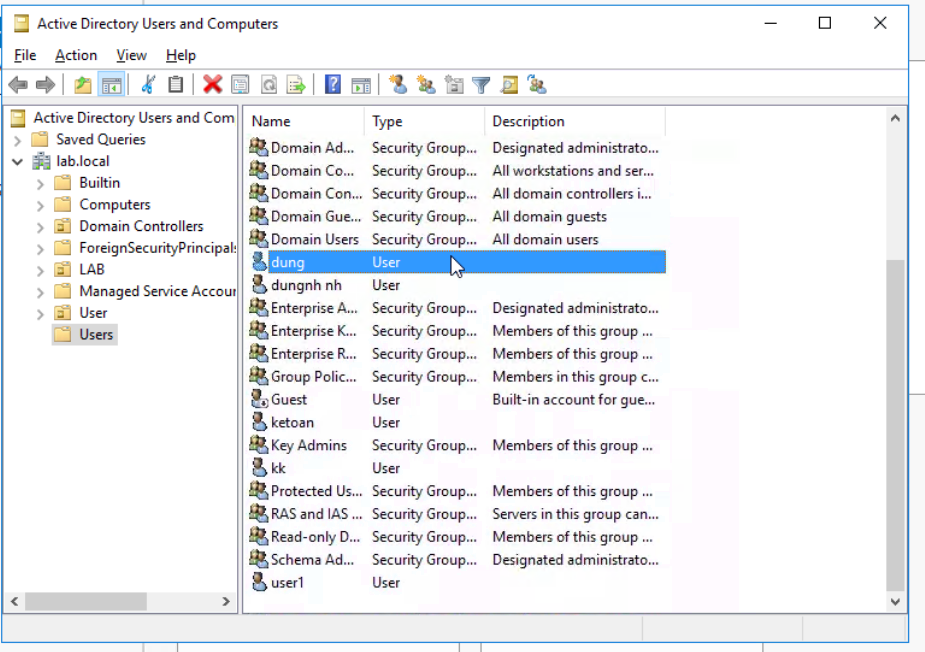 Active Directory Users and Computers
File Action View Help
Active Directory Users and Com
Saved Queries
lab.local
Builtin
Computers
Domain Controllers
ForeignSecurityPrincipals
LAB
Managed Service Accour
User
Users
Name Type Description
Domain Ad... Security Group... Designated administrato...
Domain Co... Security Group... All workstations and ser...
Domain Con... Security Group... All domain controllers i...
Domain Gue... Security Group... All domain guests
Domain Users Security Group... All domain users
dung User
dungnh nh User
Enterprise A... Security Group... Designated administrato...
Enterprise K... Security Group... Members of this group ...
Enterprise R... Security Group... Members of this group ...
Group Polic... Security Group... Members in this group c...
Guest User Built-in account for gue...
ketoan User
Key Admins Security Group... Members of this group ...
kk User
Protected Us... Security Group... Members of this group ...
RAS and IAS ... Security Group... Servers in this group can...
Read-only D... Security Group... Members of this group ...
Schema Ad... Security Group... Designated administrato...
user1 User